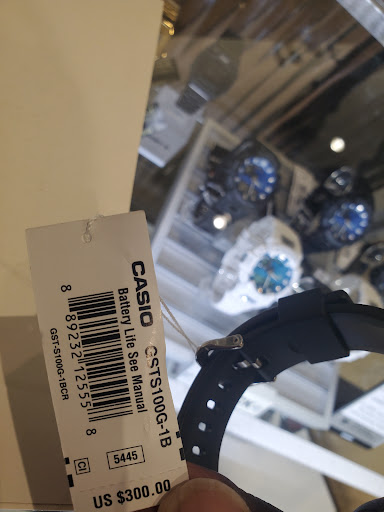 CASIO GSTS100G-1B
Battery Life See Manual
8 89232 12555 8
GST-S100G-1BCR
CI
5445
US $300.00